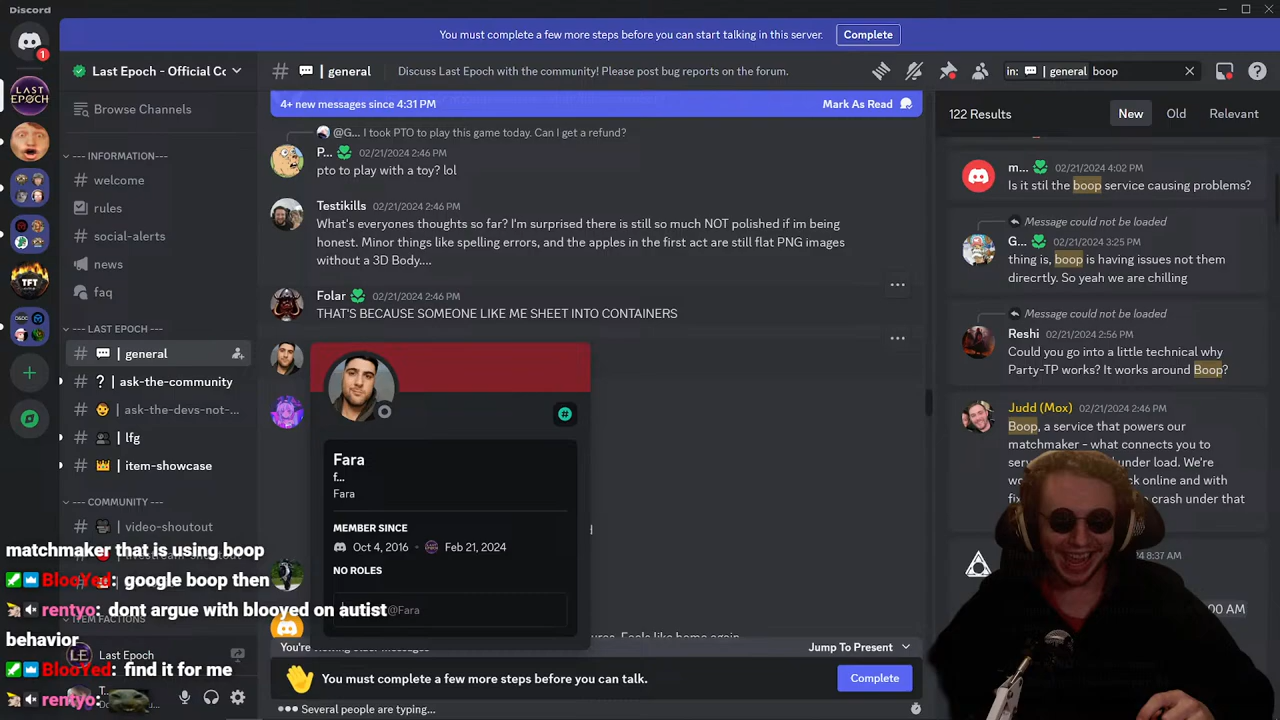 Discord
You must complete a few more steps before you can start talking in this server.
Complete
1
LAST EPOCH
TFT
Last Epoch - Official Cc
Browse Channels
--- INFORMATION ---
# welcome
# rules
# social-alerts
# news
# faq
--- LAST EPOCH ---
# | general
# ? | ask-the-community
# | ask-the-devs-not-...
# | lfg
# | item-showcase
--- COMMUNITY ---
# | video-shoutout
ITEM FACTIONS
Last Epoch
# | general
Discuss Last Epoch with the community! Please post bug reports on the forum.
4+ new messages since 4:31 PM
Mark As Read
@G... I took PTO to play this game today. Can I get a refund?
P... 02/21/2024 2:46 PM
pto to play with a toy? lol
Testikills 02/21/2024 2:46 PM
What's everyones thoughts so far? I'm surprised there is still so much NOT polished if im being
honest. Minor things like spelling errors, and the apples in the first act are still flat PNG images
without a 3D Body....
Folar 02/21/2024 2:46 PM
THAT'S BECAUSE SOMEONE LIKE ME SHEET INTO CONTAINERS
Fara
f...
Fara
MEMBER SINCE
Oct 4, 2016 • Feb 21, 2024
NO ROLES
@Fara
Feels like home again
You're viewing older messages
Jump To Present
You must complete a few more steps before you can talk.
Complete
Several people are typing...
in: | general boop
122 Results
New
Old
Relevant
m... 02/21/2024 4:02 PM
Is it stil the boop service causing problems?
Message could not be loaded
G... 02/21/2024 3:25 PM
thing is, boop is having issues not them
direcrtly. So yeah we are chilling
Message could not be loaded
Reshi 02/21/2024 2:56 PM
Could you go into a little technical why
Party-TP works? It works around Boop?
Judd (Mox) 02/21/2024 2:46 PM
Boop, a service that powers our
matchmaker - what connects you to
under load. We're
online and with
crash under that
8:37 AM
AM
matchmaker that is using boop
BlooYed: google boop then
rentyo: dont argue with blooyed on autist
behavior
BlooYed: find it for me
rentyo: